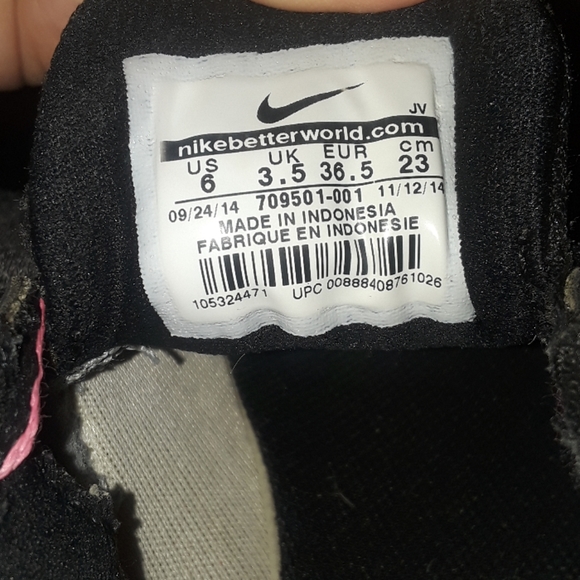 JV
nikebetterworld.com
US UK EUR cm
6 3.5 36.5 23
09/24/14 709501-001 11/12/14
MADE IN INDONESIA
FABRIQUE EN INDONESIE
105324471 UPC 00888408761026